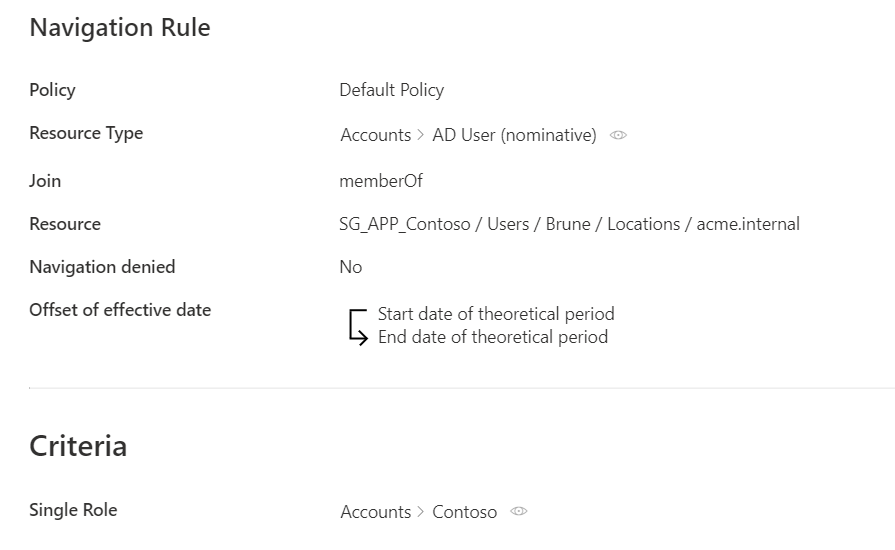 Navigation Rule
Policy Default Policy
Resource Type Accounts > AD User (nominative)
Join memberOf
Resource SG_APP_Contoso / Users / Brune / Locations / acme.internal
Navigation denied No
Offset of effective date Start date of theoretical period
End date of theoretical period
Criteria
Single Role Accounts > Contoso